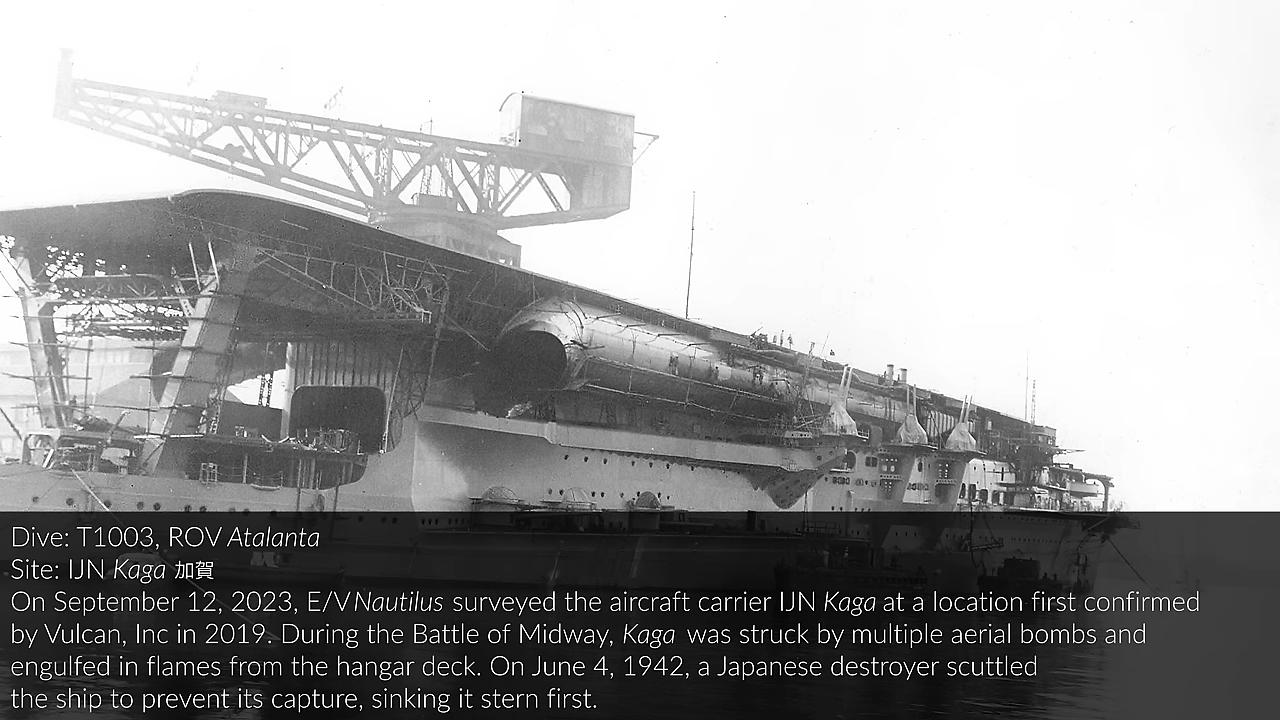 Dive: T1003, ROV Atalanta
Site: IJN Kaga 加賀
On September 12, 2023, E/V Nautilus surveyed the aircraft carrier IJN Kaga at a location first confirmed
by Vulcan, Inc in 2019. During the Battle of Midway, Kaga was struck by multiple aerial bombs and
engulfed in flames from the hangar deck. On June 4, 1942, a Japanese destroyer scuttled
the ship to prevent its capture, sinking it stern first.